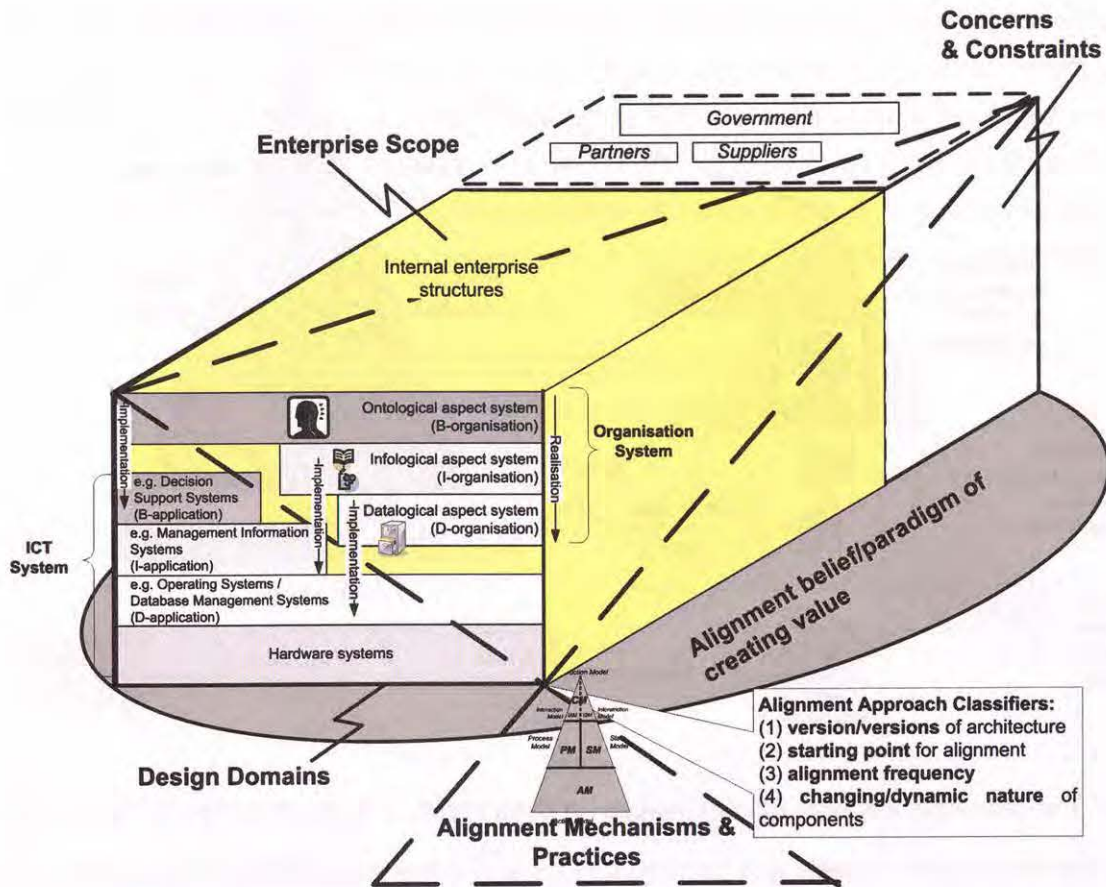 Concerns
& Constraints
Government
Partners
Suppliers
Enterprise Scope
Internal enterprise
structures
Ontological aspect system
(B-organisation)
Implementation
Realisation
Organisation
System
Infological aspect system
(I-organisation)
Implementation
e.g. Decision
Support Systems
(B-application)
Datalogical aspect system
(D-organisation)
Implementation
ICT
System
e.g. Management Information
Systems
(I-application)
e.g. Operating Systems /
Database Management Systems
(D-application)
Hardware systems
Alignment belief/paradigm of
creating value
Model
CM
Interaction
Model
Model
Process
Model
PM
SM
Model
AM
Design Domains
Alignment Mechanisms &
Practices
Alignment Approach Classifiers:
(1) version/versions of architecture
(2) starting point for alignment
(3) alignment frequency
(4) changing/dynamic nature of
components